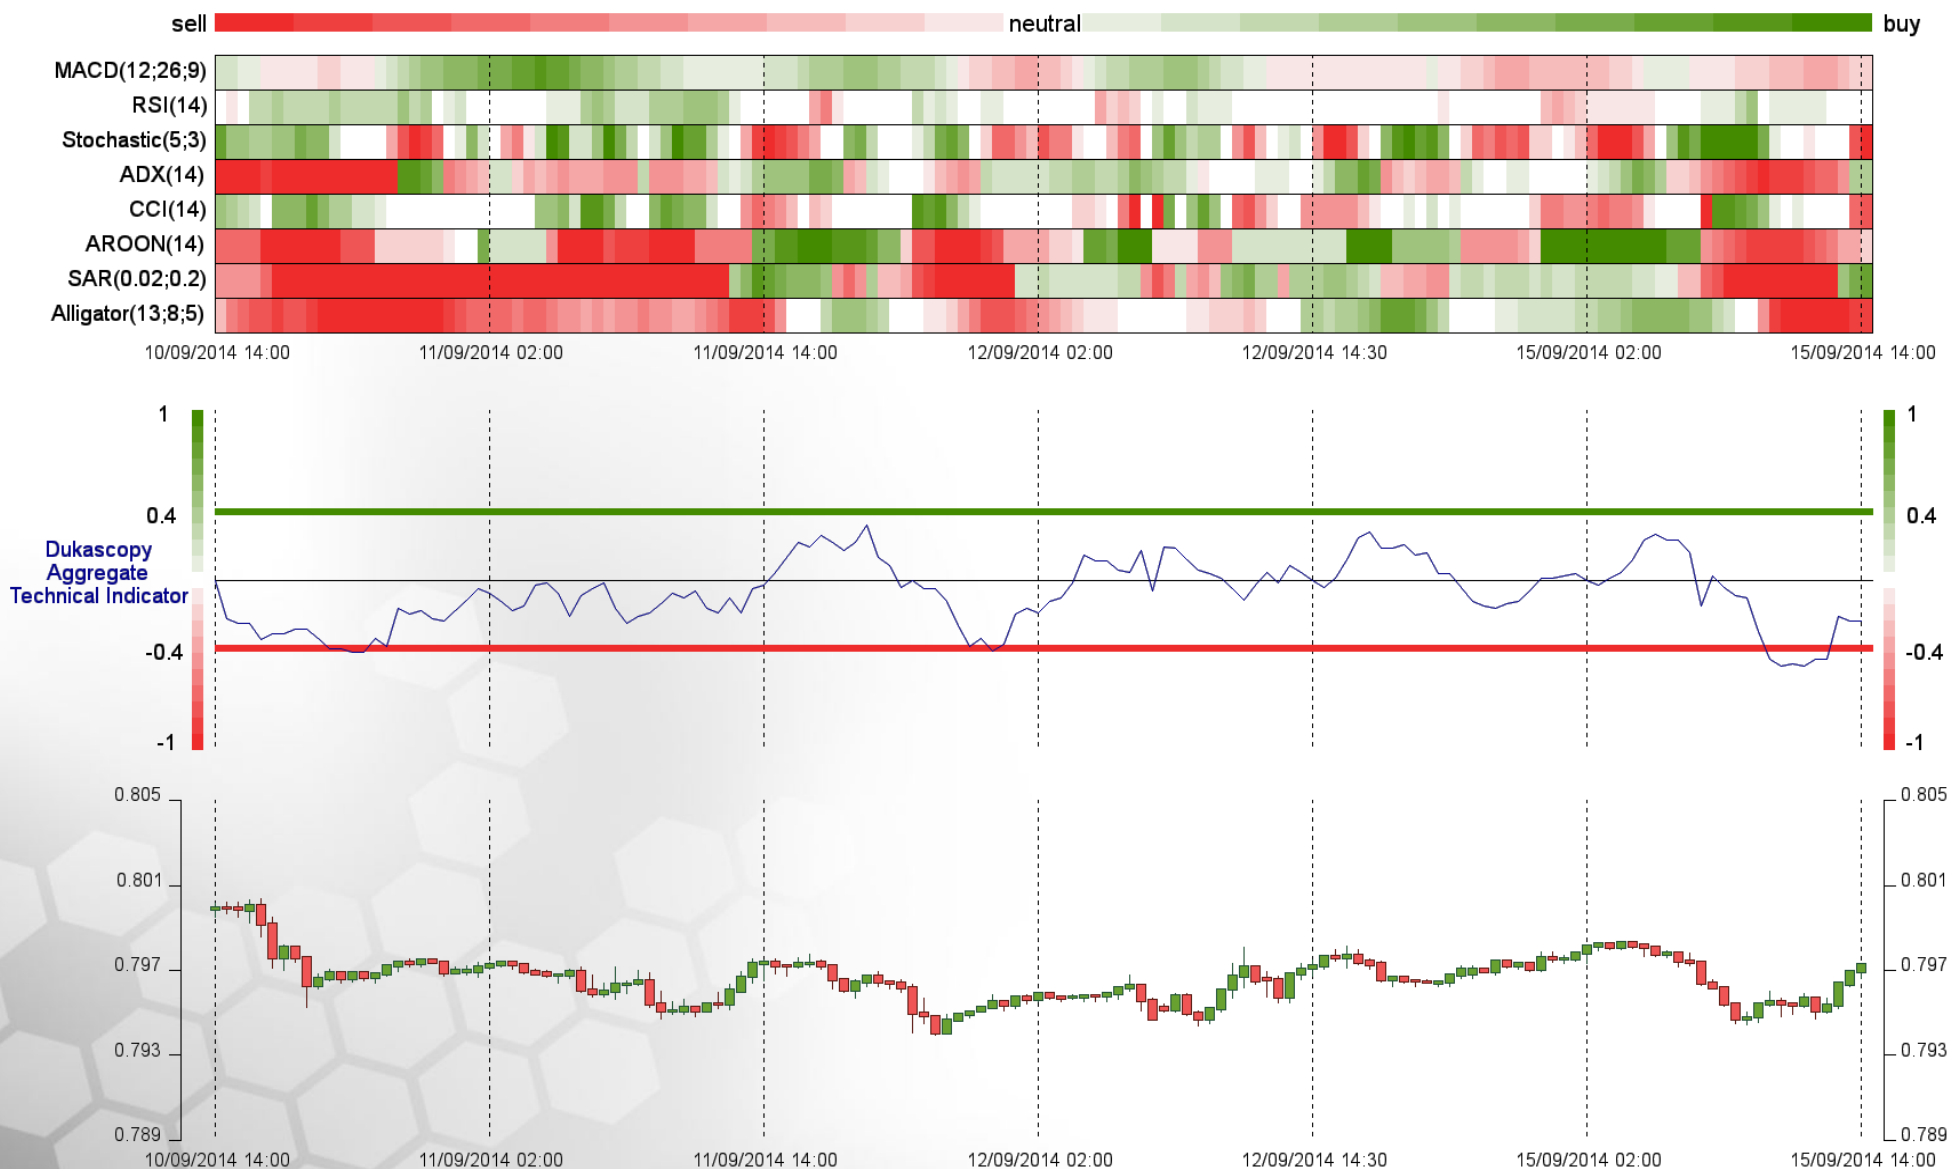 sell neutral buy
MACD(12;26;9)
RSI(14)
Stochastic(5;3)
ADX(14)
CCI(14)
AROON(14)
SAR(0.02;0.2)
Alligator(13;8;5)
10/09/2014 14:00 11/09/2014 02:00 11/09/2014 14:00 12/09/2014 02:00 12/09/2014 14:30 15/09/2014 02:00 15/09/2014 14:00
1 1
0.4 0.4
Dukascopy
Aggregate
Technical Indicator
-0.4 -0.4
-1 -1
0.805 0.805
0.801 0.801
0.797 0.797
0.793 0.793
0.789 0.789
10/09/2014 14:00 11/09/2014 02:00 11/09/2014 14:00 12/09/2014 02:00 12/09/2014 14:30 15/09/2014 02:00 15/09/2014 14:00